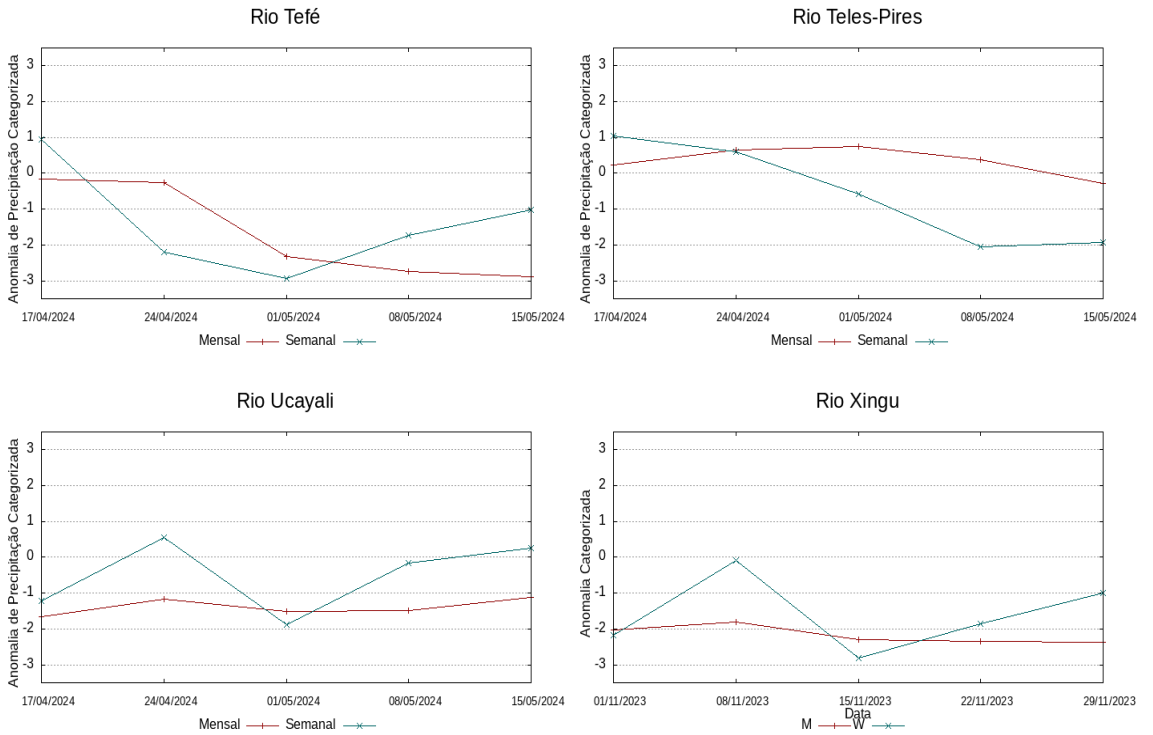 Rio Tefé
Anomalia de Precipitação Categorizada
3
2
1
0
-1
-2
-3
17/04/2024 24/04/2024 01/05/2024 08/05/2024 15/05/2024
Mensal Semanal
Rio Teles-Pires
Anomalia de Precipitação Categorizada
3
2
1
0
-1
-2
-3
17/04/2024 24/04/2024 01/05/2024 08/05/2024 15/05/2024
Mensal Semanal
Rio Ucayali
Anomalia de Precipitação Categorizada
3
2
1
0
-1
-2
-3
17/04/2024 24/04/2024 01/05/2024 08/05/2024 15/05/2024
Mensal Semanal
Rio Xingu
Anomalia Categorizada
3
2
1
0
-1
-2
-3
01/11/2023 08/11/2023 15/11/2023 22/11/2023 29/11/2023
Data
M W